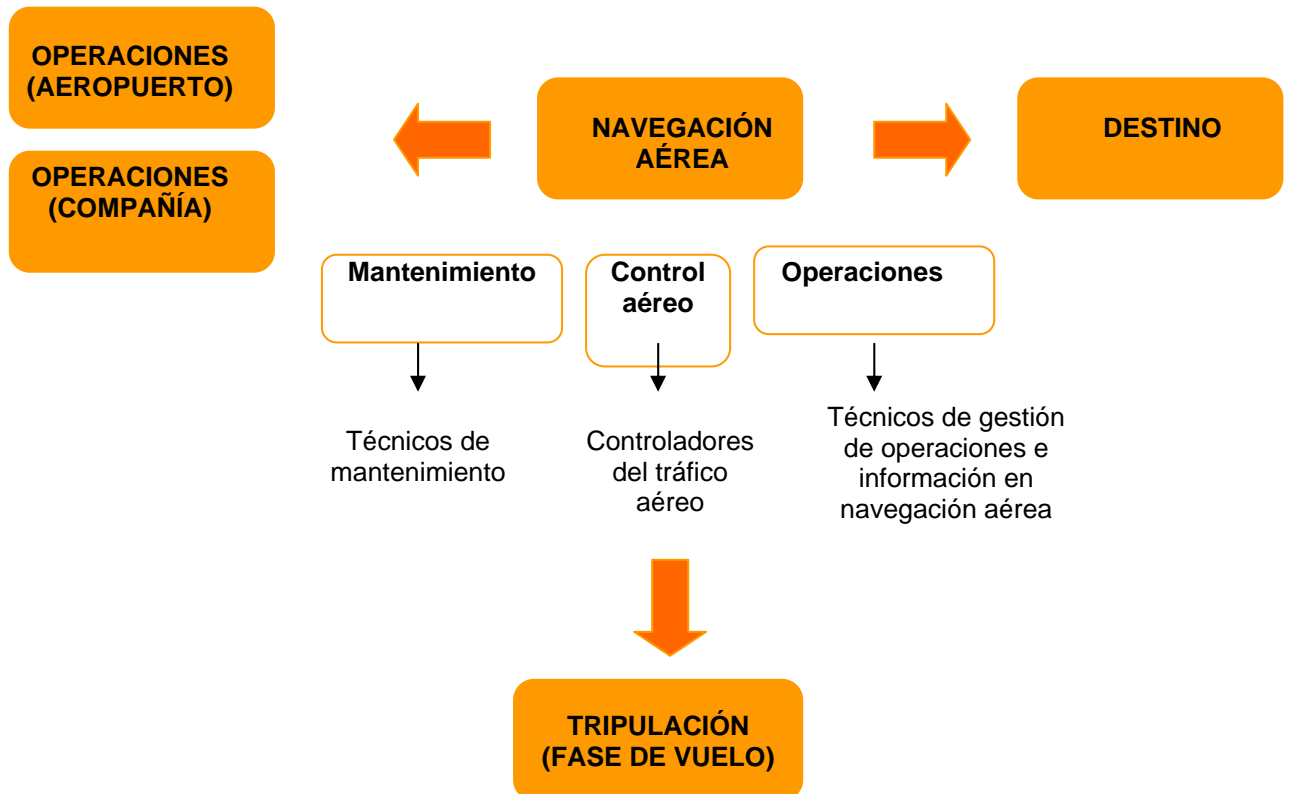 OPERACIONES
(AEROPUERTO)
OPERACIONES
(COMPAÑÍA)
NAVEGACIÓN
AÉREA
DESTINO
Mantenimiento
Control
aéreo
Operaciones
Técnicos de
mantenimiento
Controladores
del tráfico
aéreo
Técnicos de gestión
de operaciones e
información en
navegación aérea
TRIPULACIÓN
(FASE DE VUELO)